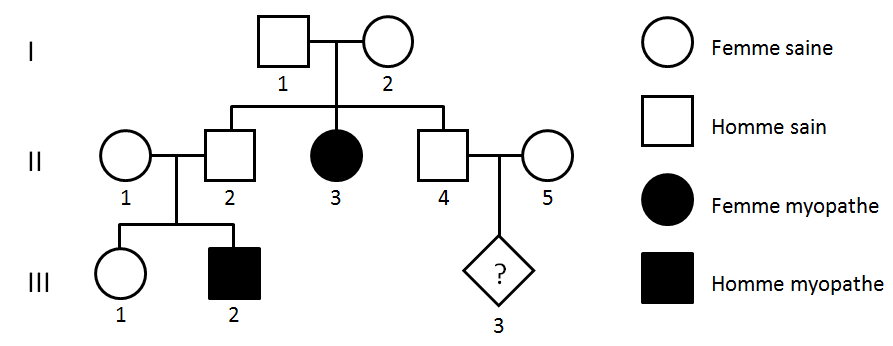 I
1 2
Femme saine
Homme sain
II
1 2 3 4 5
Femme myopathe
III
?
Homme myopathe
1 2 3